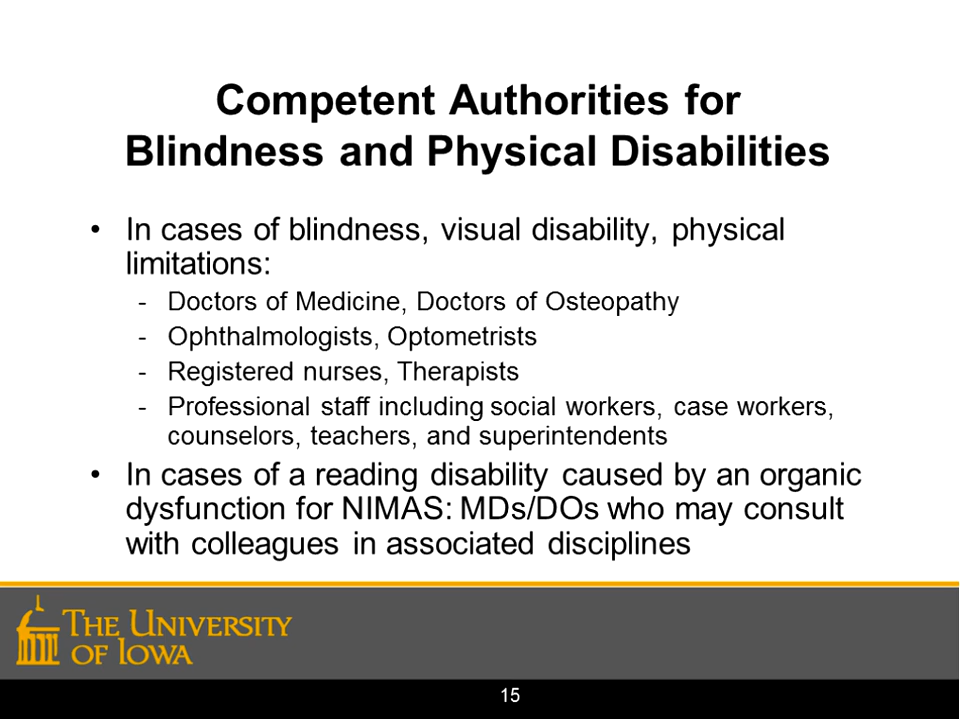 Competent Authorities for
Blindness and Physical Disabilities
• In cases of blindness, visual disability, physical
limitations:
- Doctors of Medicine, Doctors of Osteopathy
- Ophthalmologists, Optometrists
- Registered nurses, Therapists
- Professional staff including social workers, case workers,
counselors, teachers, and superintendents
• In cases of a reading disability caused by an organic
dysfunction for NIMAS: MDs/DOs who may consult
with colleagues in associated disciplines
THE UNIVERSITY
OF IOWA
15